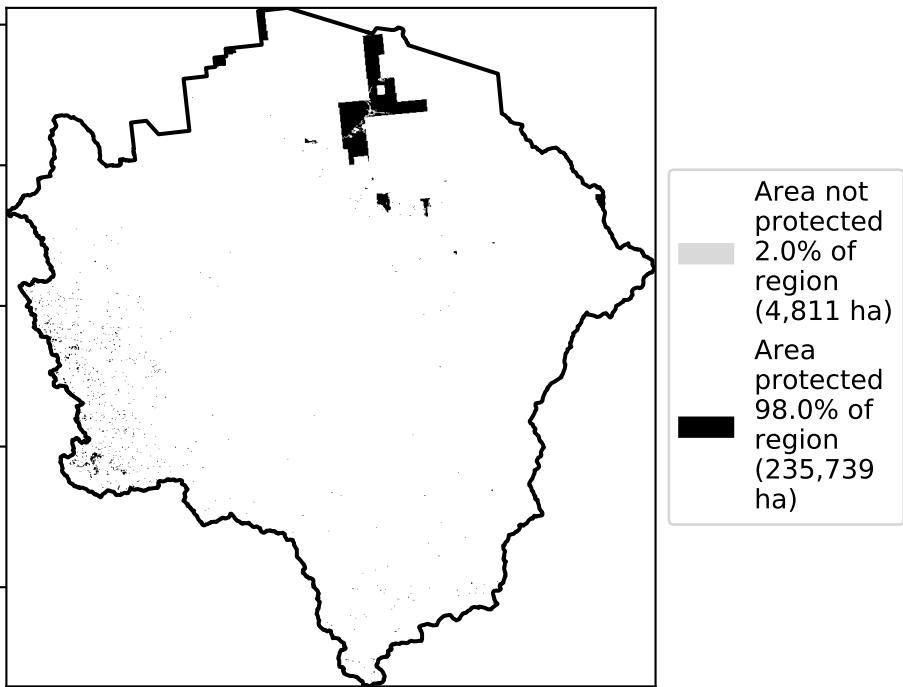 Area not
protected
2.0% of
region
(4,811 ha)
Area
protected
98.0% of
region
(235,739
ha)